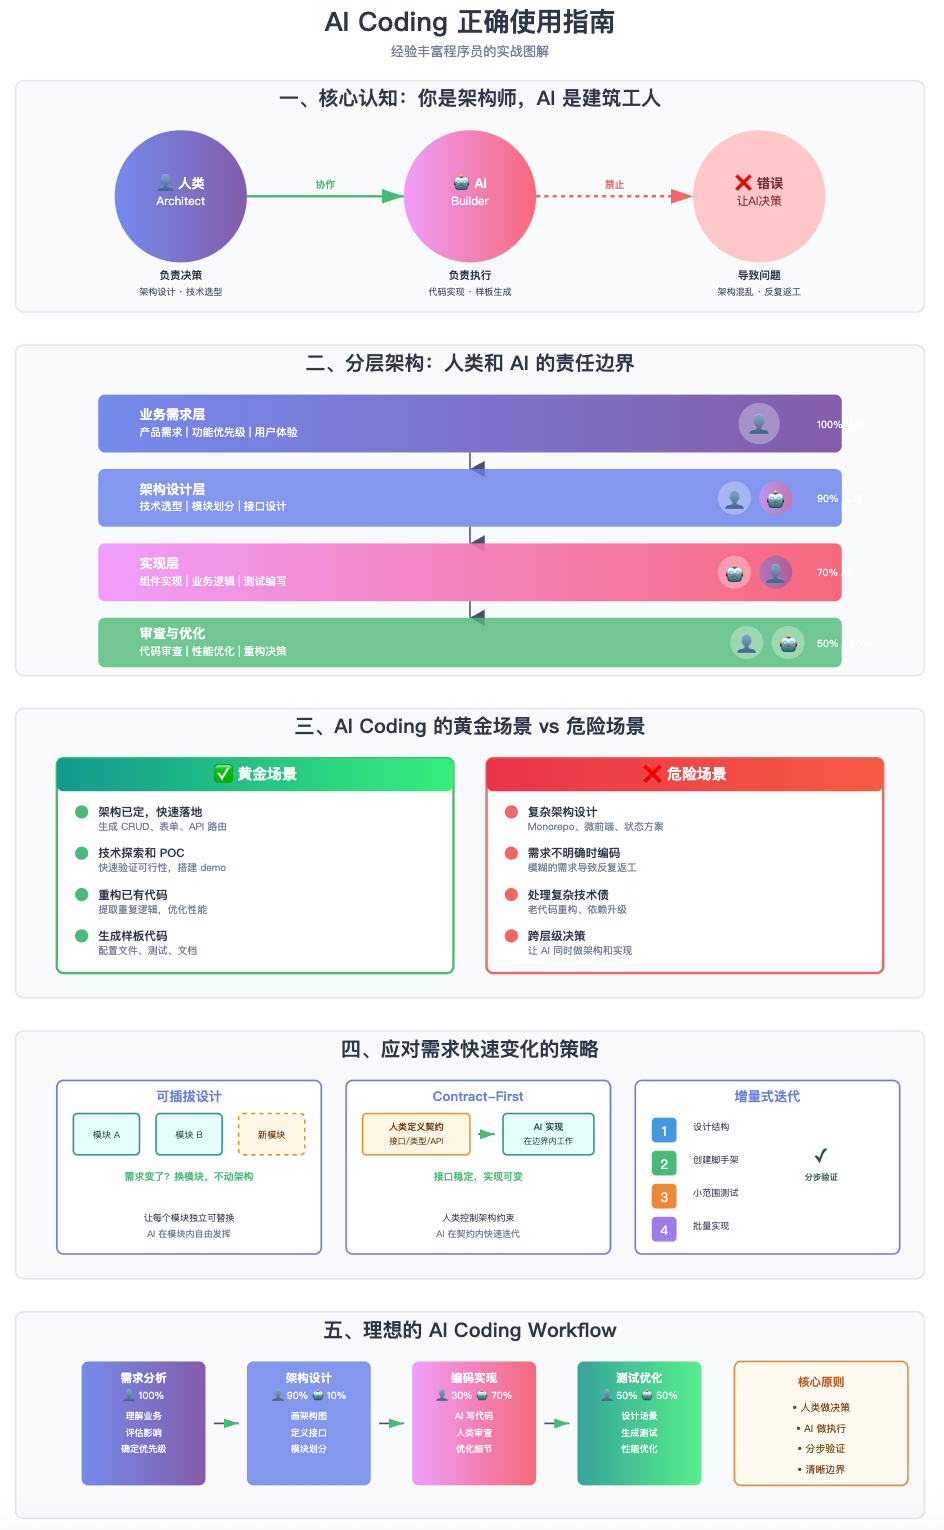 AI Coding 正确使用指南
经验丰富程序员的实战图解
一、核心认知：你是架构师，AI 是建筑工人
👤 人类
Architect
协作
🤖 AI
Builder
禁止
❌ 错误
让AI决策
负责决策
架构设计 · 技术选型
负责执行
代码实现 · 样板生成
导致问题
架构混乱 · 反复返工
二、分层架构：人类和 AI 的责任边界
业务需求层
产品需求 | 功能优先级 | 用户体验
100%
架构设计层
技术选型 | 模块划分 | 接口设计
90%
实现层
组件实现 | 业务逻辑 | 测试编写
70%
审查与优化
代码审查 | 性能优化 | 重构决策
50%
三、AI Coding 的黄金场景 vs 危险场景
✅ 黄金场景
架构已定，快速落地
生成 CRUD、表单、API 路由
技术探索和 POC
快速验证可行性，搭建 demo
重构已有代码
提取重复逻辑，优化性能
生成样板代码
配置文件、测试、文档
❌ 危险场景
复杂架构设计
Monorepo、微前端、状态方案
需求不明确时编码
模糊的需求导致反复返工
处理复杂技术债
老代码重构、依赖升级
跨层级决策
让 AI 同时做架构和实现
四、应对需求快速变化的策略
可插拔设计
模块 A
模块 B
新模块
需求变了？换模块，不动架构
让每个模块独立可替换
AI 在模块内自由发挥
Contract-First
人类定义契约
接口/类型/API
AI 实现
在边界内工作
接口稳定，实现可变
人类控制架构约束
AI 在契约内快速迭代
增量式迭代
1 设计结构
2 创建脚手架
3 小范围测试
4 批量实现
✓
分步验证
五、理想的 AI Coding Workflow
需求分析
👤 100%
理解业务
评估影响
确定优先级
架构设计
👤 90% 🤖 10%
画架构图
定义接口
模块划分
编码实现
👤 30% 🤖 70%
AI 写代码
人类审查
优化细节
测试优化
👤 50% 🤖 50%
设计场景
生成测试
性能优化
核心原则
• 人类做决策
• AI 做执行
• 分步验证
• 清晰边界